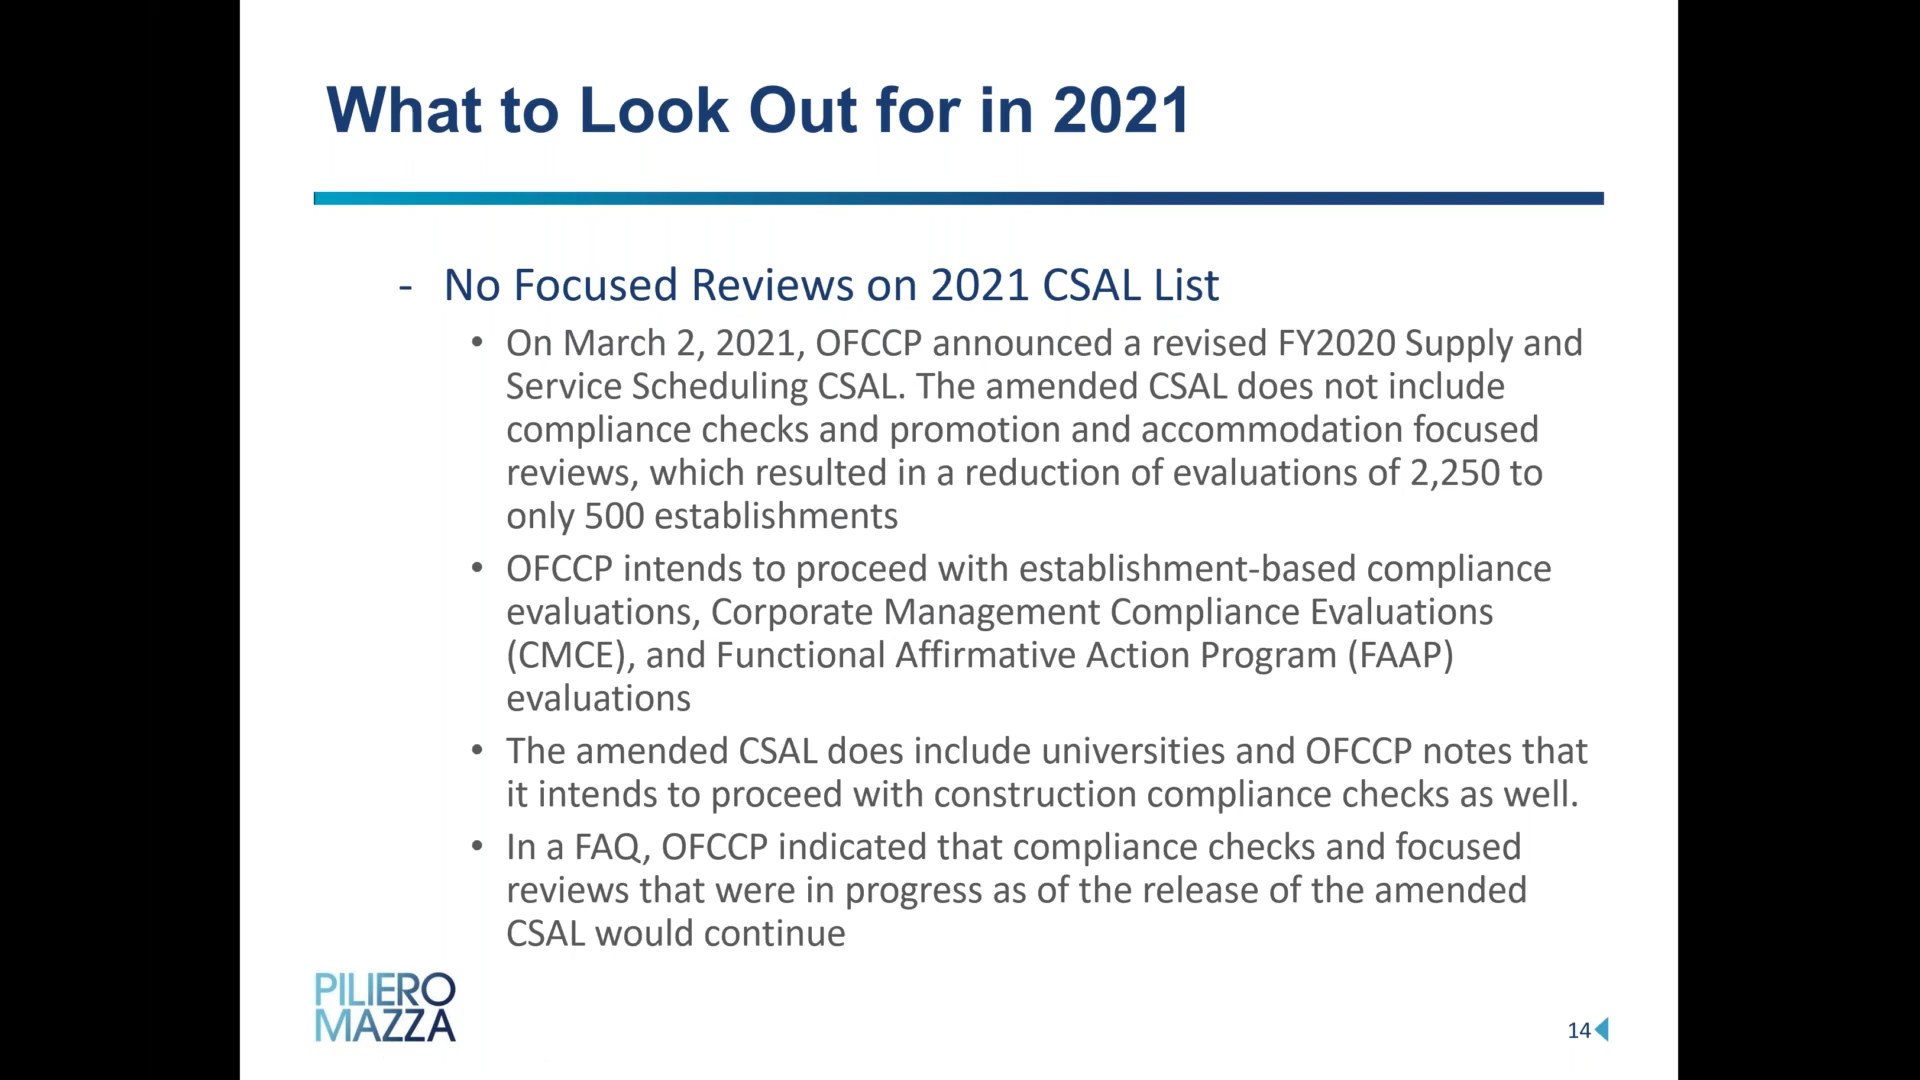 What to Look Out for in 2021
- No Focused Reviews on 2021 CSAL List
• On March 2, 2021, OFCCP announced a revised FY2020 Supply and
Service Scheduling CSAL. The amended CSAL does not include
compliance checks and promotion and accommodation focused
reviews, which resulted in a reduction of evaluations of 2,250 to
only 500 establishments
• OFCCP intends to proceed with establishment-based compliance
evaluations, Corporate Management Compliance Evaluations
(CMCE), and Functional Affirmative Action Program (FAAP)
evaluations
• The amended CSAL does include universities and OFCCP notes that
it intends to proceed with construction compliance checks as well.
• In a FAQ, OFCCP indicated that compliance checks and focused
reviews that were in progress as of the release of the amended
CSAL would continue
PILIERO
MAZZA
14